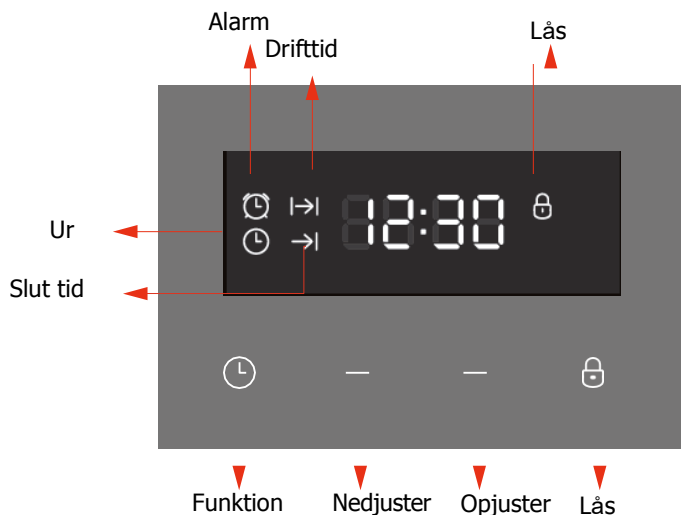 Alarm
Drifttid
Lås
12:30
Ur
Slut tid
Funktion Nedjuster Opjuster Lås